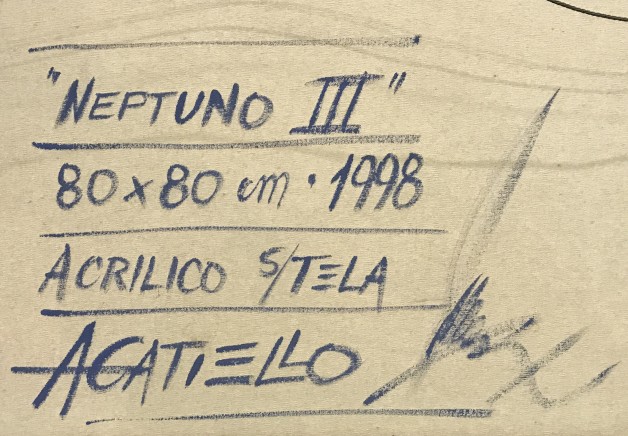 "NEPTUNO III"
80x80 cm · 1998
ACRILICO S/TELA
AGATIELLO